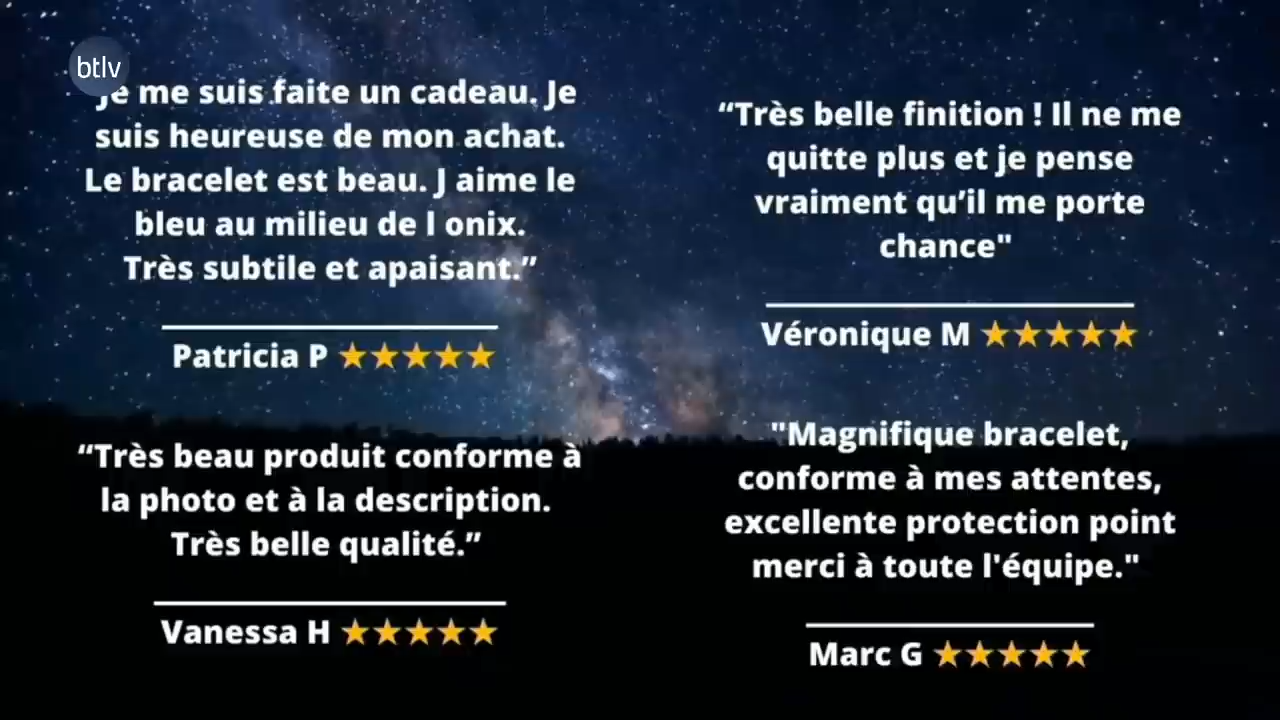 btlv
Je me suis faite un cadeau. Je
suis heureuse de mon achat.
Le bracelet est beau. J aime le
bleu au milieu de l onix.
Très subtile et apaisant.”
Patricia P ★★★★★
“Très belle finition ! Il ne me
quitte plus et je pense
vraiment qu’il me porte
chance"
Véronique M ★★★★★
“Très beau produit conforme à
la photo et à la description.
Très belle qualité.”
Vanessa H ★★★★★
"Magnifique bracelet,
conforme à mes attentes,
excellente protection point
merci à toute l'équipe."
Marc G ★★★★★